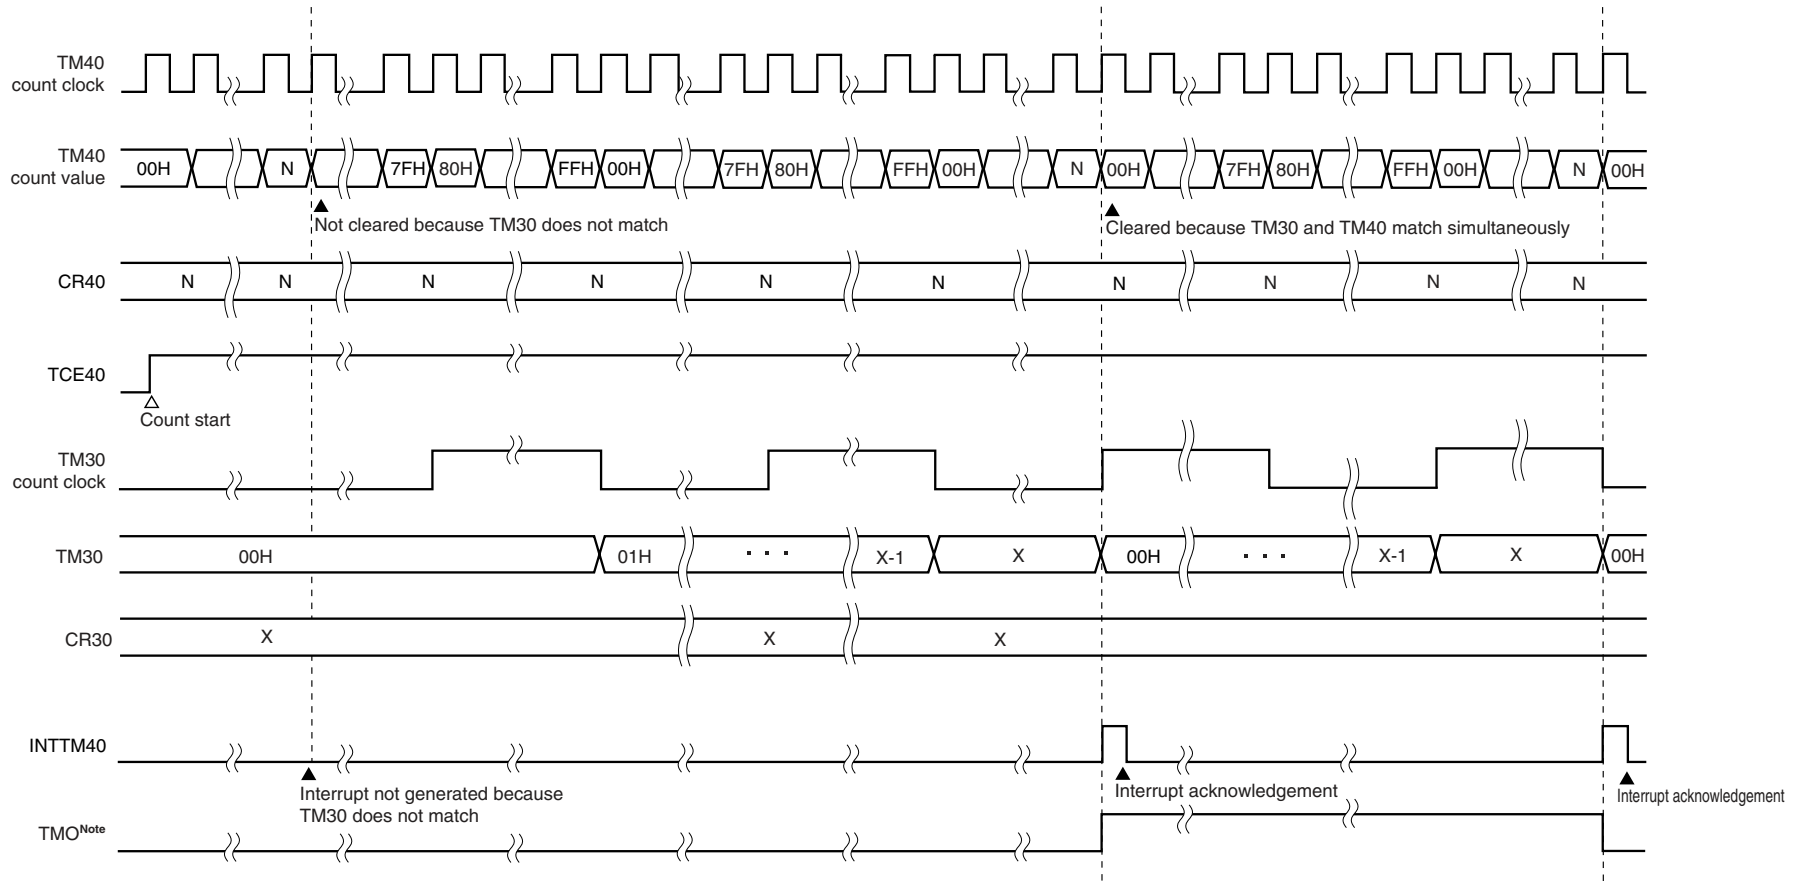 TM40
count clock
TM40
count value
00H N 7FH 80H FFH 00H 7FH 80H FFH 00H N 00H 7FH 80H FFH 00H N 00H
Not cleared because TM30 does not match
Cleared because TM30 and TM40 match simultaneously
CR40 N N N N N N N N N N
TCE40
Count start
TM30
count clock
TM30 00H 01H ... X-1 X 00H ... X-1 X 00H
CR30 X X X
INTTM40
Interrupt not generated because
TM30 does not match
Interrupt acknowledgement
Interrupt acknowledgement
TMONote